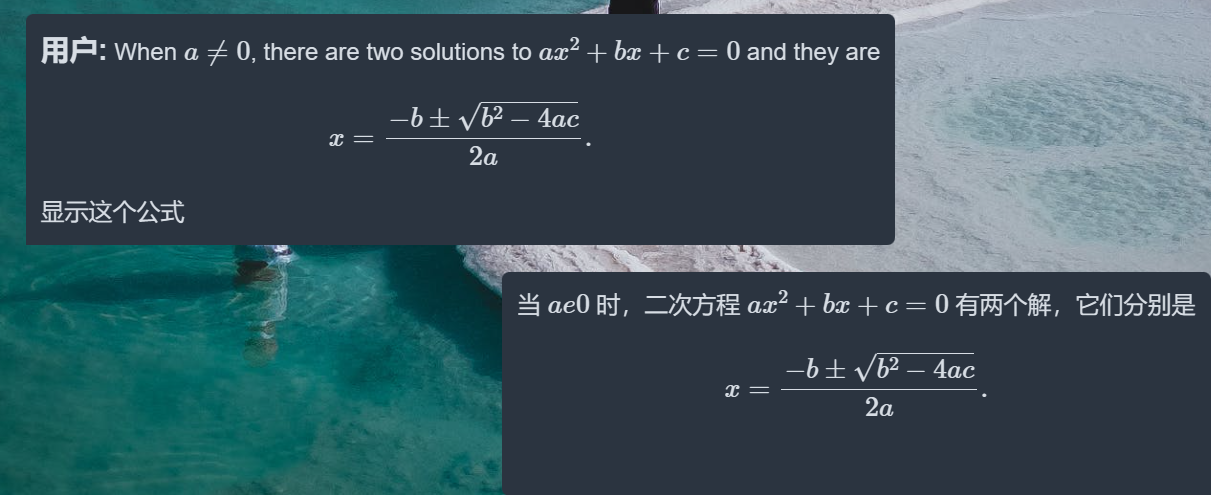 用户: When $a \neq 0$, there are two solutions to $ax^2 + bx + c = 0$ and they are
$$x = \frac{-b \pm \sqrt{b^2 - 4ac}}{2a}.$$
显示这个公式
当 $ae0$ 时，二次方程 $ax^2 + bx + c = 0$ 有两个解，它们分别是
$$x = \frac{-b \pm \sqrt{b^2 - 4ac}}{2a}.$$